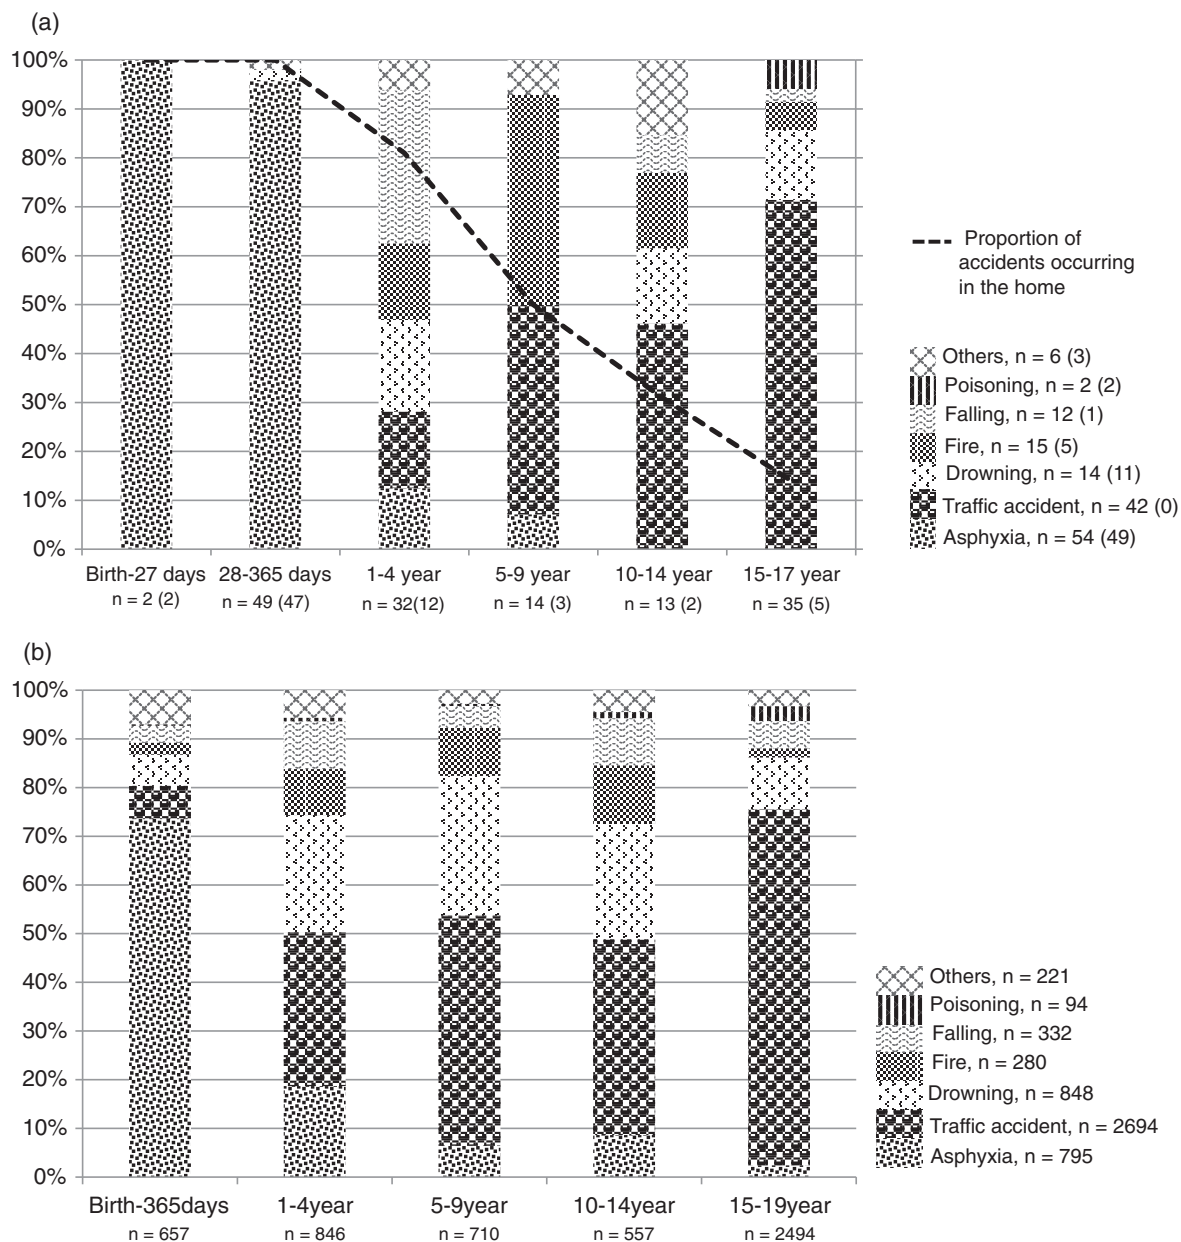 (a)
100%
90%
80%
70%
60%
50%
40%
30%
20%
10%
0%
Birth-27 days
n = 2 (2)
28-365 days
n = 49 (47)
1-4 year
n = 32(12)
5-9 year
n = 14 (3)
10-14 year
n = 13 (2)
15-17 year
n = 35 (5)
Proportion of
accidents occurring
in the home
Others, n = 6 (3)
Poisoning, n = 2 (2)
Falling, n = 12 (1)
Fire, n = 15 (5)
Drowning, n = 14 (11)
Traffic accident, n = 42 (0)
Asphyxia, n = 54 (49)
(b)
100%
90%
80%
70%
60%
50%
40%
30%
20%
10%
0%
Birth-365days
n = 657
1-4year
n = 846
5-9year
n = 710
10-14year
n = 557
15-19year
n = 2494
Others, n = 221
Poisoning, n = 94
Falling, n = 332
Fire, n = 280
Drowning, n = 848
Traffic accident, n = 2694
Asphyxia, n = 795